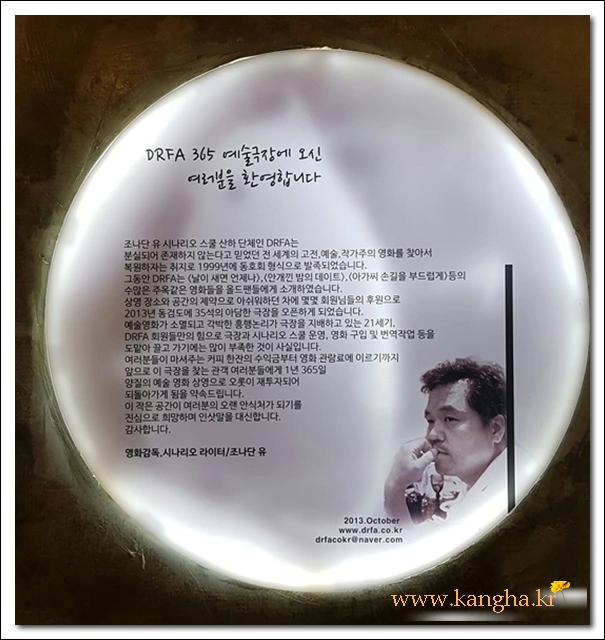 DRFA 365 예술극장에 오신
여러분을 환영합니다
조나단 유 시나리오 스쿨 산하 단체인 DRFA는
분실되어 존재하지 않는다고 믿었던 전 세계의 고전,예술,작가주의 영화를 찾아서
복원하자는 취지로 1999년에 동호회 형식으로 발족되었습니다.
그동안 DRFA는 <날이 새면 언제나>,<안개낀 밤의 데이트>,<아가씨 손길을 부드럽게>등의
수많은 주옥같은 영화들을 올드팬들에게 소개하였습니다.
상영 장소와 공간의 제약으로 아쉬워하던 차에 몇몇 회원님들의 후원으로
2013년 동검도에 35석의 아담한 극장을 오픈하게 되었습니다.
예술영화가 소멸되고 각박한 흥행논리가 극장을 지배하고 있는 21세기,
DRFA 회원들만의 힘으로 극장과 시나리오 스쿨 운영, 영화 구입 및 번역작업 등을
도맡아 끌고 가기에는 많이 부족한 것이 사실입니다.
여러분들이 마셔주는 커피 한잔의 수익금부터 영화 관람료에 이르기까지
앞으로 이 극장을 찾는 관객 여러분들에게 1년 365일
양질의 예술 영화 상영으로 오롯이 재투자되어
되돌아가게 됨을 약속드립니다.
이 작은 공간이 여러분의 오랜 안식처가 되기를
진심으로 희망하며 인삿말을 대신합니다.
감사합니다.
영화감독,시나리오 라이터/조나단 유
2013.October
www.drfa.co.kr
drfacokr@naver.com
www.kangha.kr